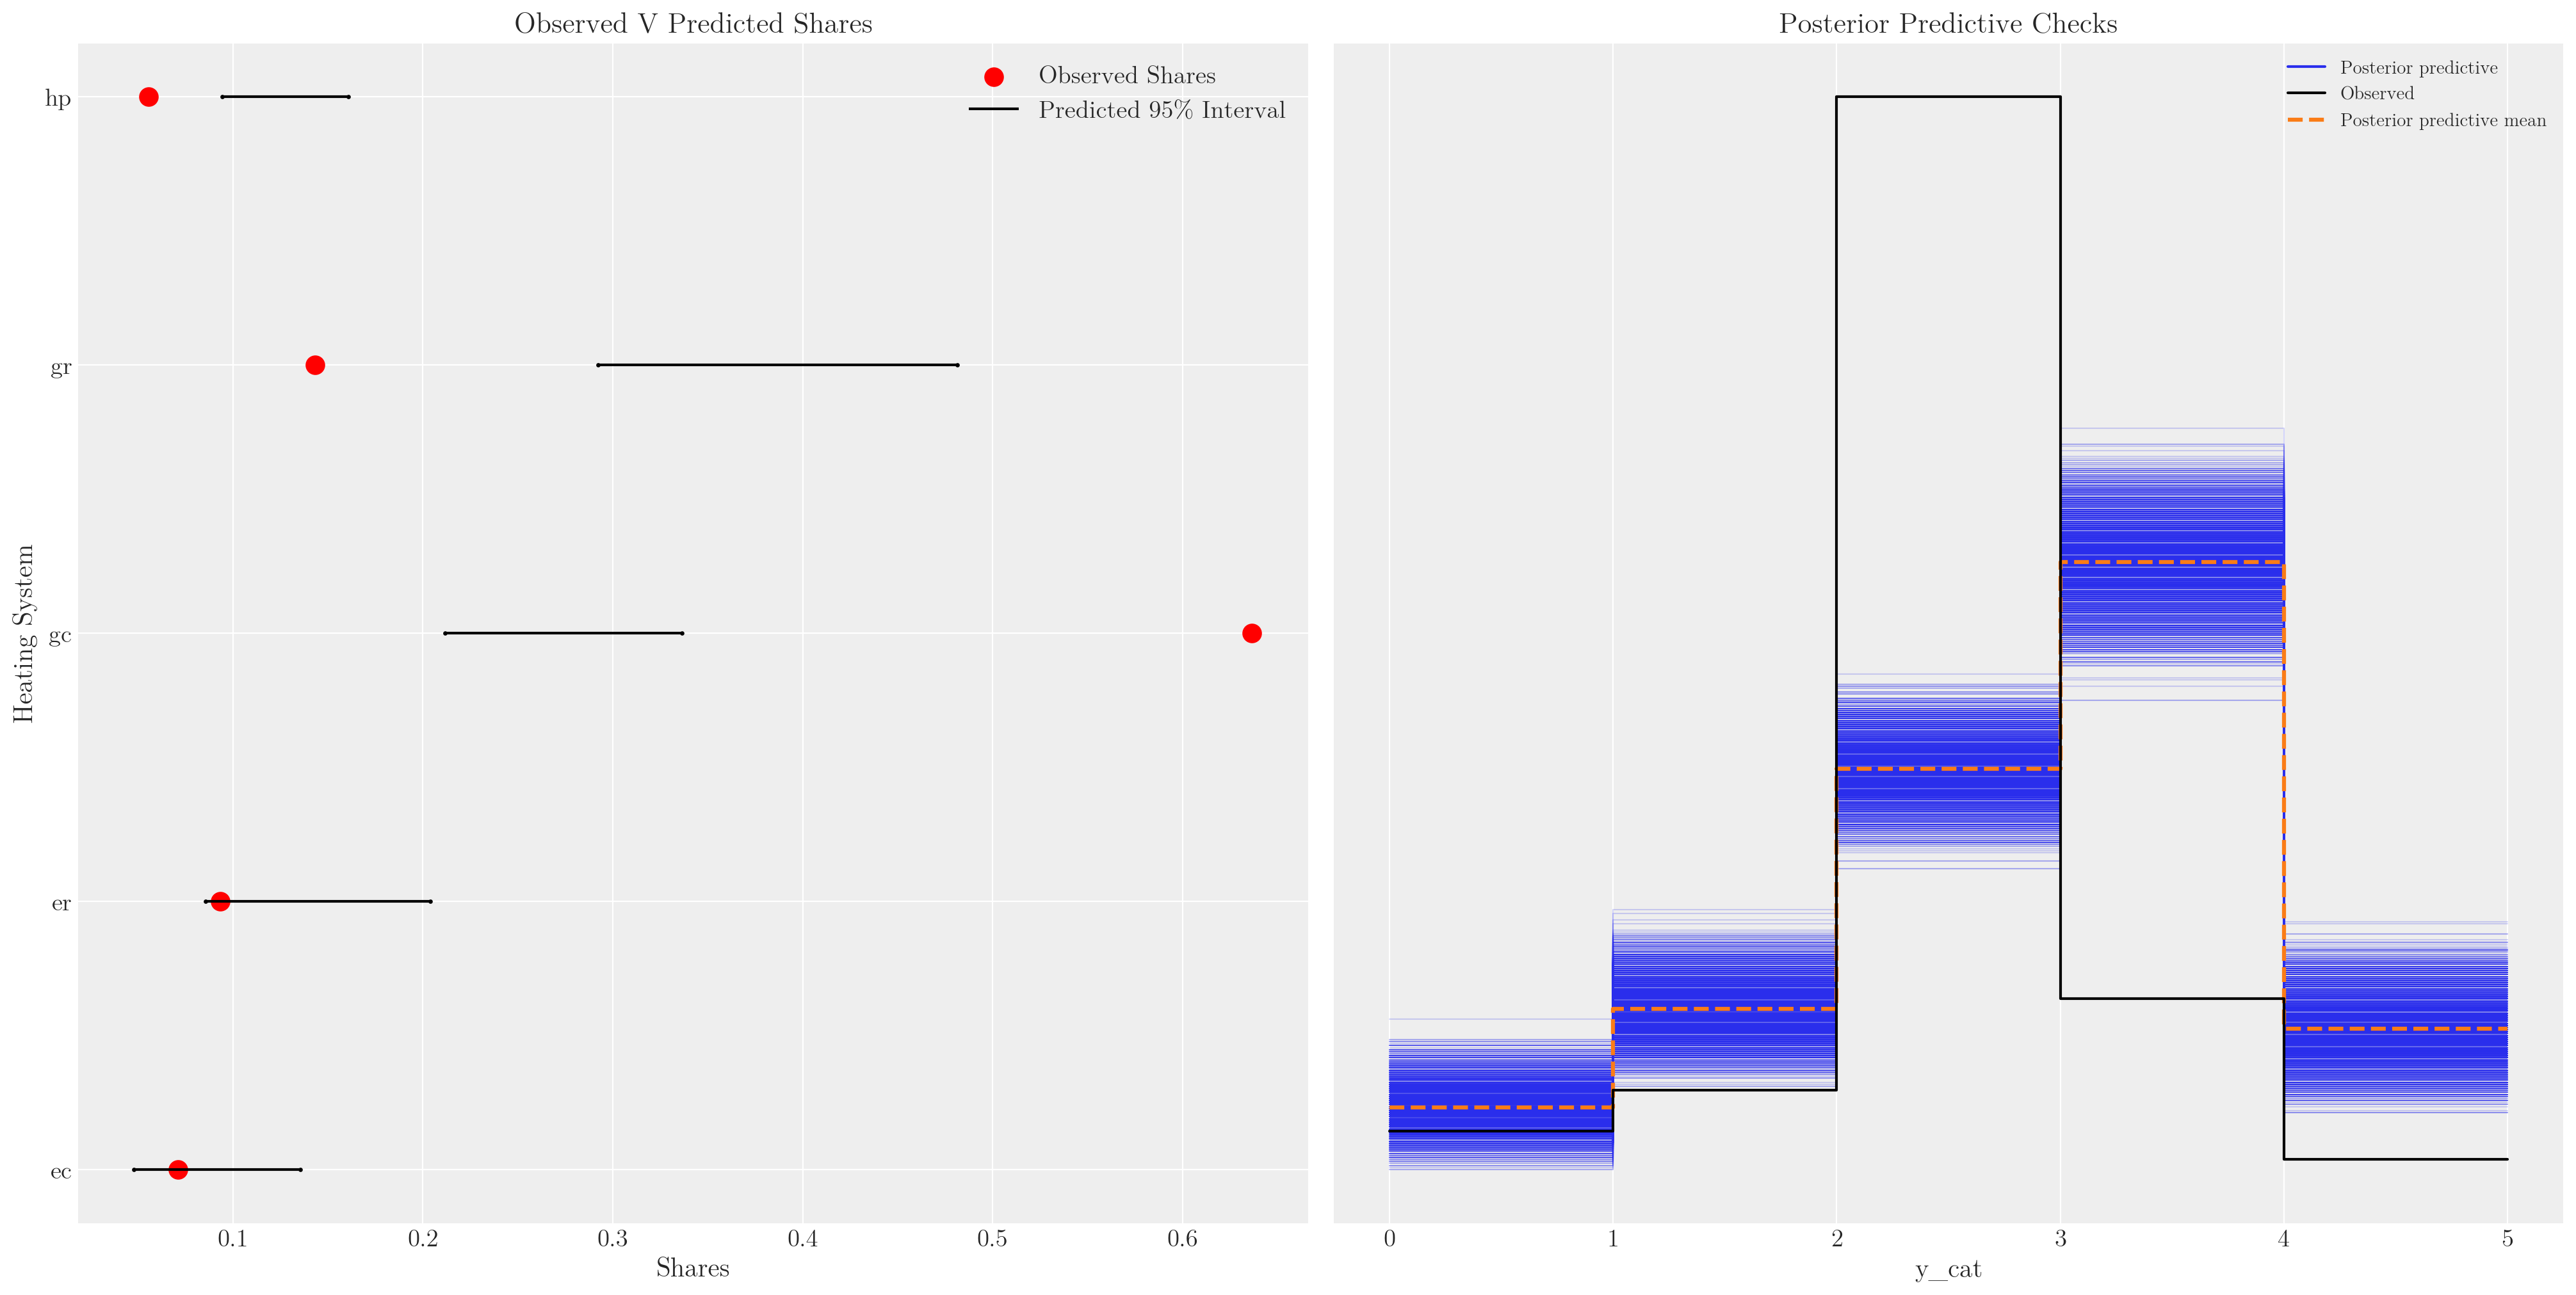 Observed V Predicted Shares
Observed Shares
Predicted 95% Interval
hp
gr
gc
er
ec
Heating System
0.1 0.2 0.3 0.4 0.5 0.6
Shares
Posterior Predictive Checks
Posterior predictive
Observed
Posterior predictive mean
0 1 2 3 4 5
y_cat